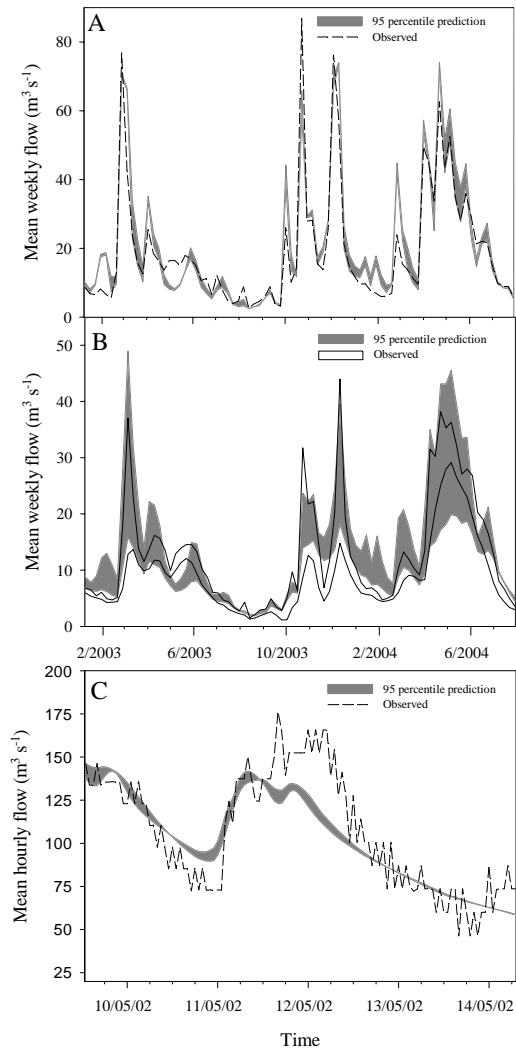 A
95 percentile prediction
Observed
Mean weekly flow (m³ s⁻¹)
80
60
40
20
0
B
95 percentile prediction
Observed
Mean weekly flow (m³ s⁻¹)
50
40
30
20
10
0
2/2003 6/2003 10/2003 2/2004 6/2004
C
95 percentile prediction
Observed
Mean hourly flow (m³ s⁻¹)
200
175
150
125
100
75
50
25
10/05/02 11/05/02 12/05/02 13/05/02 14/05/02
Time